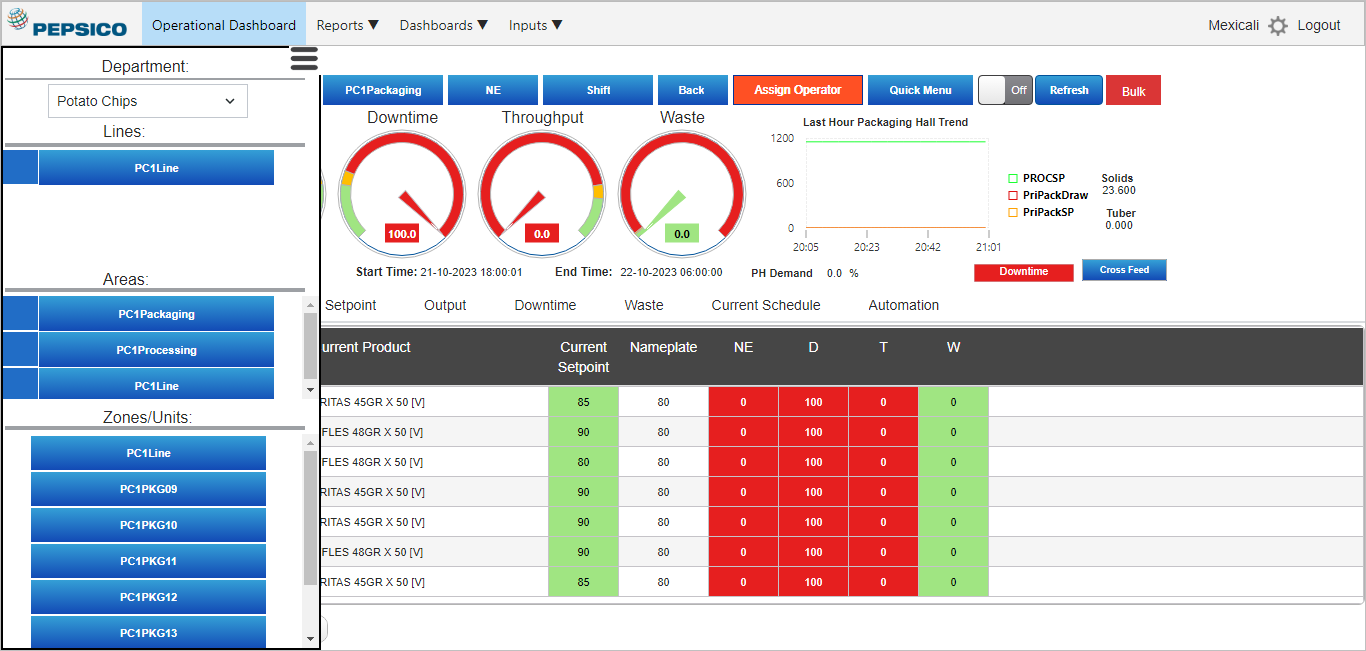 PEPSICO
Operational Dashboard
Reports ▼
Dashboards ▼
Inputs ▼
Mexicali
Logout
Department:
Potato Chips
Lines:
PC1Line
Areas:
PC1Packaging
PC1Processing
PC1Line
Zones/Units:
PC1Line
PC1PKG09
PC1PKG10
PC1PKG11
PC1PKG12
PC1PKG13
PC1Packaging
NE
Shift
Back
Assign Operator
Quick Menu
Off
Refresh
Bulk
Downtime
100.0
Throughput
0.0
Waste
0.0
Last Hour Packaging Hall Trend
1200
600
0
20:05 20:23 20:42 21:01
PROCSP
PriPackDraw
PriPackSP
Solids
23.600
Tuber
0.000
Start Time: 21-10-2023 18:00:01
End Time: 22-10-2023 06:00:00
PH Demand 0.0 %
Downtime
Cross Feed
Setpoint Output Downtime Waste Current Schedule Automation
urrent Product Current Setpoint Nameplate NE D T W
RITAS 45GR X 50 [V] 85 80 0 100 0 0
FLES 48GR X 50 [V] 90 80 0 100 0 0
FLES 48GR X 50 [V] 80 80 0 100 0 0
RITAS 45GR X 50 [V] 90 80 0 100 0 0
RITAS 45GR X 50 [V] 90 80 0 100 0 0
FLES 48GR X 50 [V] 90 80 0 100 0 0
RITAS 45GR X 50 [V] 85 80 0 100 0 0